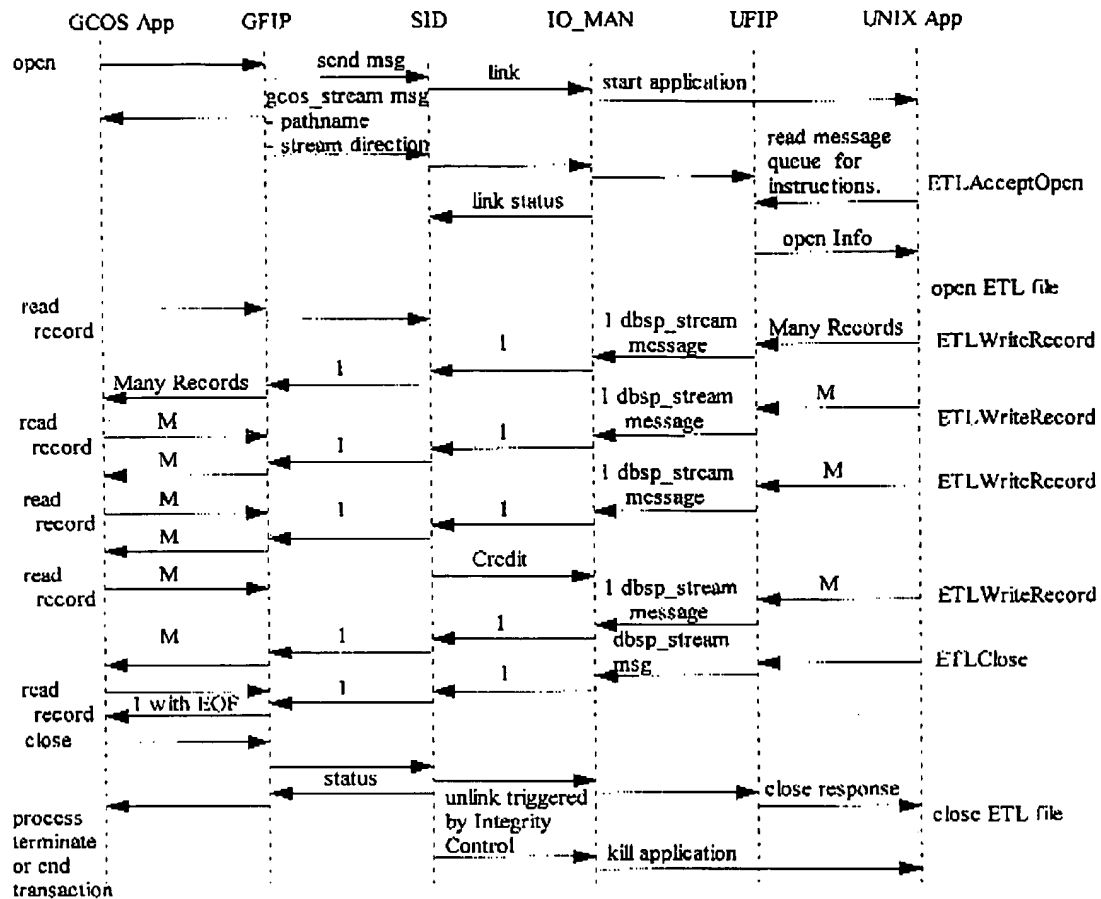 GCOS App GFIP SID IO_MAN UFIP UNIX App
open
send msg
link
start application
gcos_stream msg
- pathname
- stream direction
read message
queue for
instructions.
ETLAcceptOpen
link status
open Info
open ETL file
read
record
1 dbsp_stream
message
Many Records
ETLWriteRecord
1
1
Many Records
read
record
M
1 dbsp_stream
message
M
ETLWriteRecord
1
1
M
read
record
M
1 dbsp_stream
message
M
ETLWriteRecord
1
1
M
Credit
read
record
M
1 dbsp_stream
message
M
ETLWriteRecord
M
1
1
dbsp_stream
msg
ETLClose
read
record
1
1
1 with EOF
close
status
unlink triggered
by Integrity
Control
close response
close ETL file
process
terminate
or end
transaction
kill application